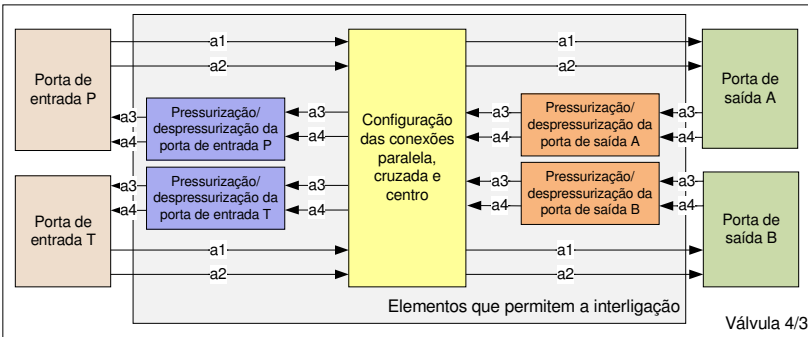 a1
a1
Porta de
entrada P
a2
a2
Porta de
saída A
a3
a4
Pressurização/
despressurização da
porta de entrada P
a3
a4
Configuração
das conexões
paralela,
cruzada e
centro
a3
a4
Pressurização/
despressurização da
porta de saída A
a3
a4
Porta de
entrada T
a3
a4
Pressurização/
despressurização da
porta de entrada T
a3
a4
a3
a4
Pressurização/
despressurização da
porta de saída B
a3
a4
Porta de
saída B
a1
a1
a2
a2
Elementos que permitem a interligação
Válvula 4/3